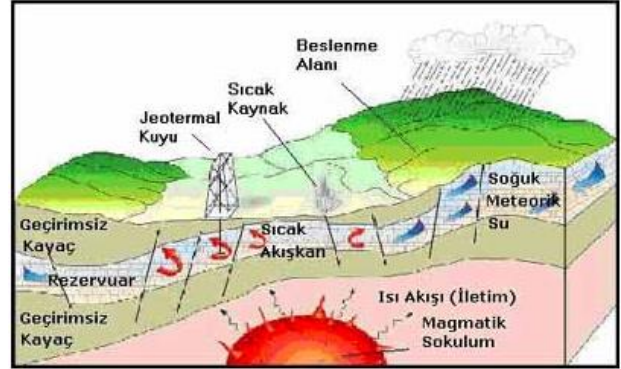 Beslenme
Alanı
Sıcak
Kaynak
Jeotermal
Kuyu
Soğuk
Meteorik
Su
Geçirimsiz
Kavaç
Sıcak
Akışkan
Rezervuar
Geçirimsiz
Kayaç
Isı Akışı (İletim)
Magmatik
Sokulum